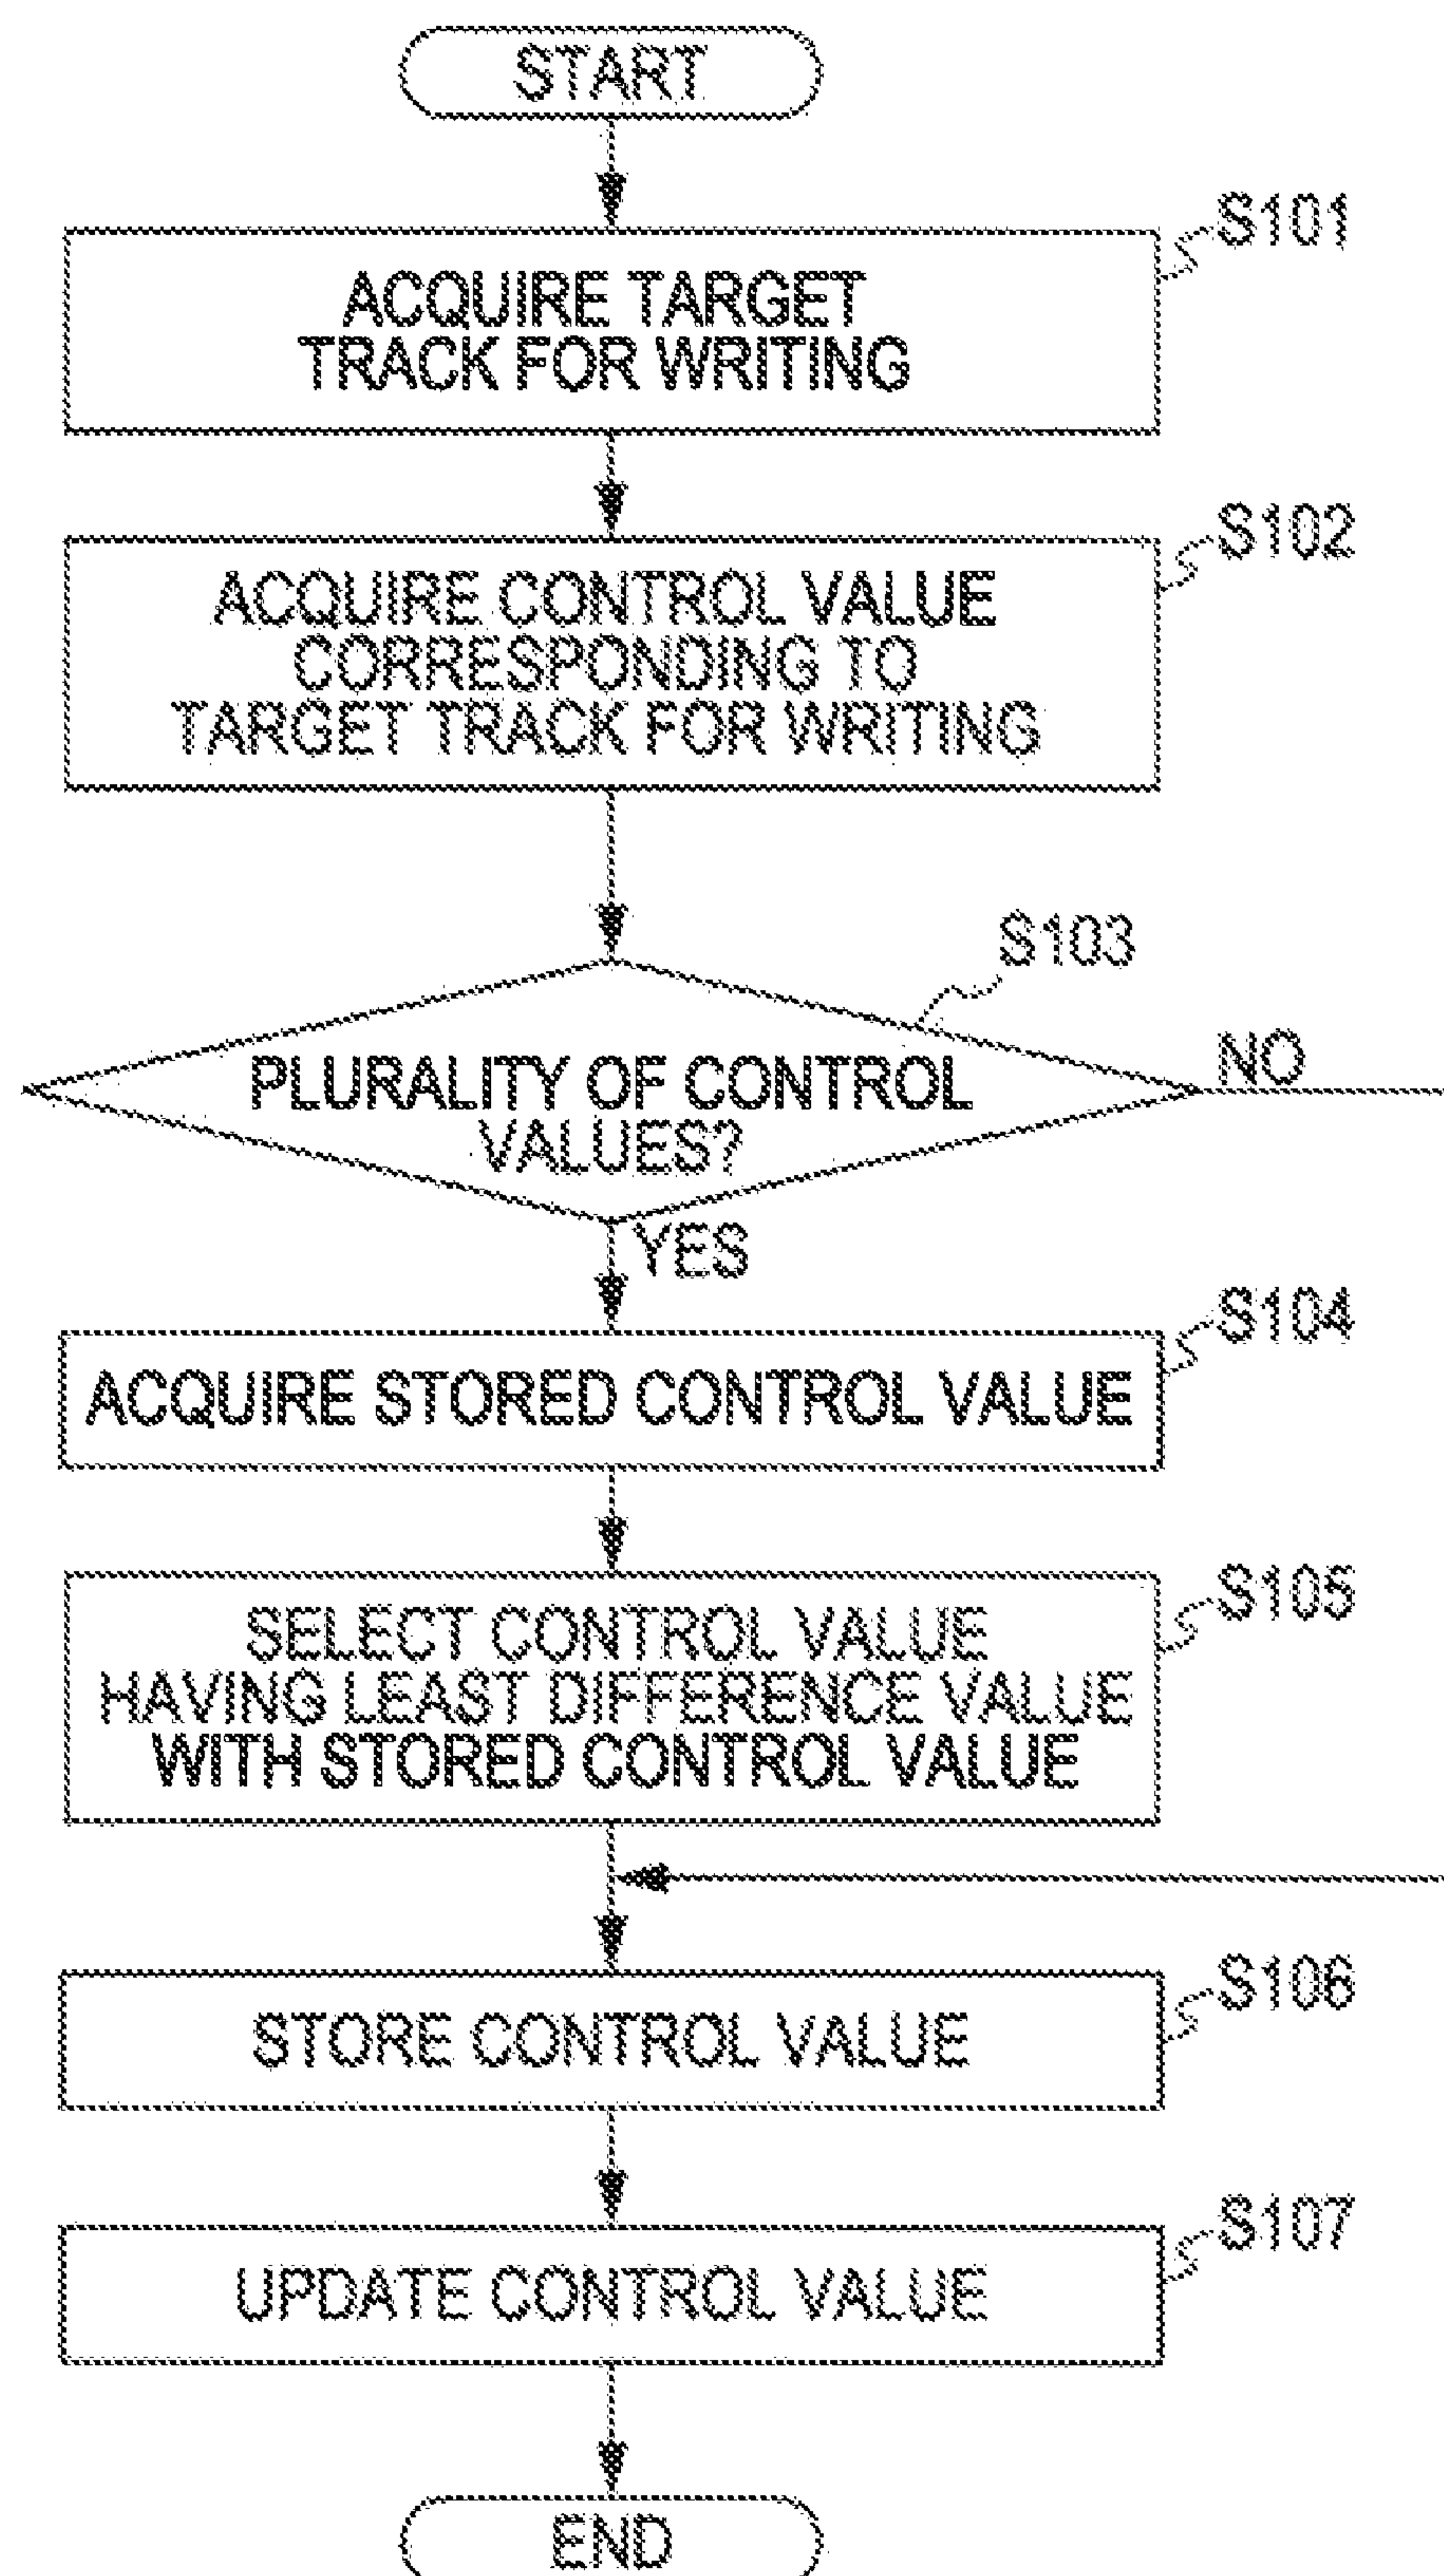 START
S101
ACQUIRE TARGET
TRACK FOR WRITING
S102
ACQUIRE CONTROL VALUE
CORRESPONDING TO
TARGET TRACK FOR WRITING
S103
PLURALITY OF CONTROL
VALUES?
NO
YES
S104
ACQUIRE STORED CONTROL VALUE
S105
SELECT CONTROL VALUE
HAVING LEAST DIFFERENCE VALUE
WITH STORED CONTROL VALUE
S106
STORE CONTROL VALUE
S107
UPDATE CONTROL VALUE
END